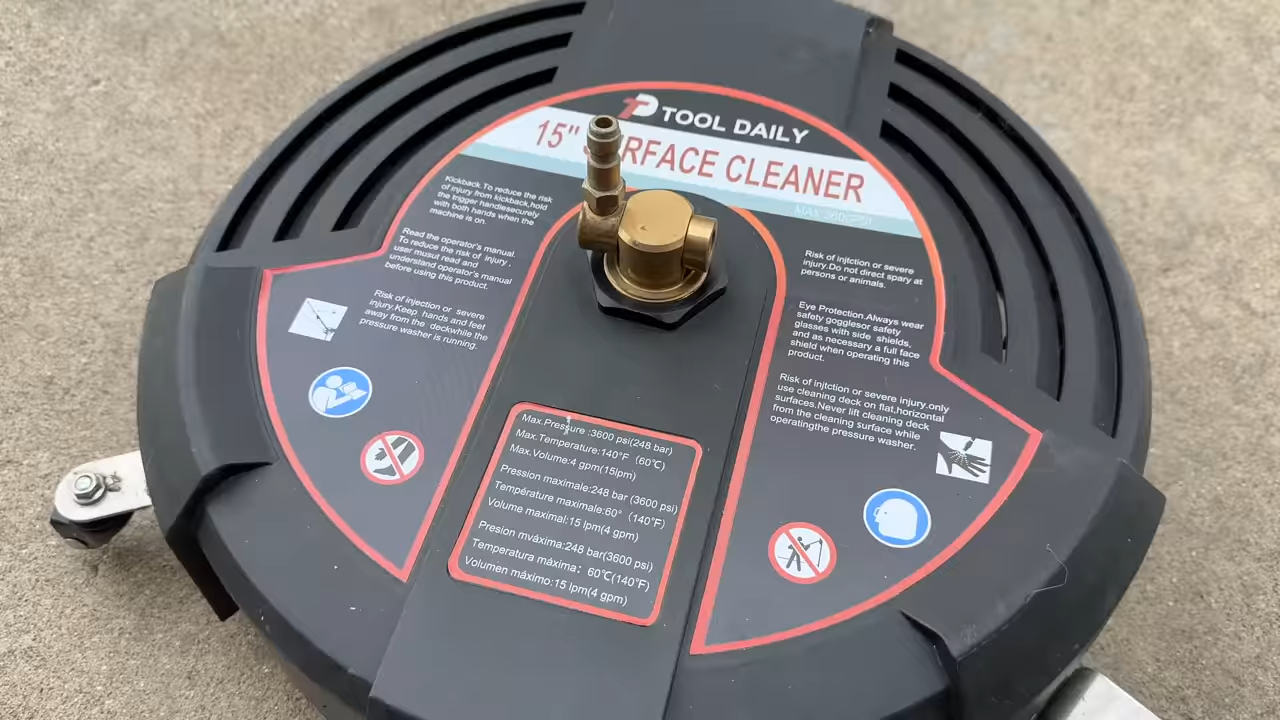 TP TOOL DAILY
15" SURFACE CLEANER
MAX.3600PSI
Kickback.To reduce the risk
of injury from kickback,hold
the trigger handlesecurely
with both hands when the
machine is on.
Read the operator's manual.
To reduce the risk of injury ,
user musut read and
understand operator's manual
before using this product.
Risk of injection or severe
injury.Keep hands and feet
away from the deckwhile the
pressure washer is running.
Max.Pressure :3600 psi(248 bar)
Max.Temperature:140°F (60℃)
Max.Volume:4 gpm(15lpm)
Pression maximale:248 bar (3600 psi)
Température maximale:60° (140°F)
Volume maximal:15 lpm(4 gpm)
Presion mváxima:248 bar(3600 psi)
Temperatura máxima: 60℃(140°F)
Volumen máximo:15 lpm(4 gpm)
Risk of injtction or severe
injury.Do not direct spary at
persons or animals.
Eye Protection.Always wear
safety gogglesor safety
glasses with side shields,
and as necessary a full face
shield when operating this
product.
Risk of injtction or severe injury.only
use cleaning deck on flat,horizontal
surfaces.Never lift cleaning deck
from the cleaning surface while
operatingthe pressure washer.